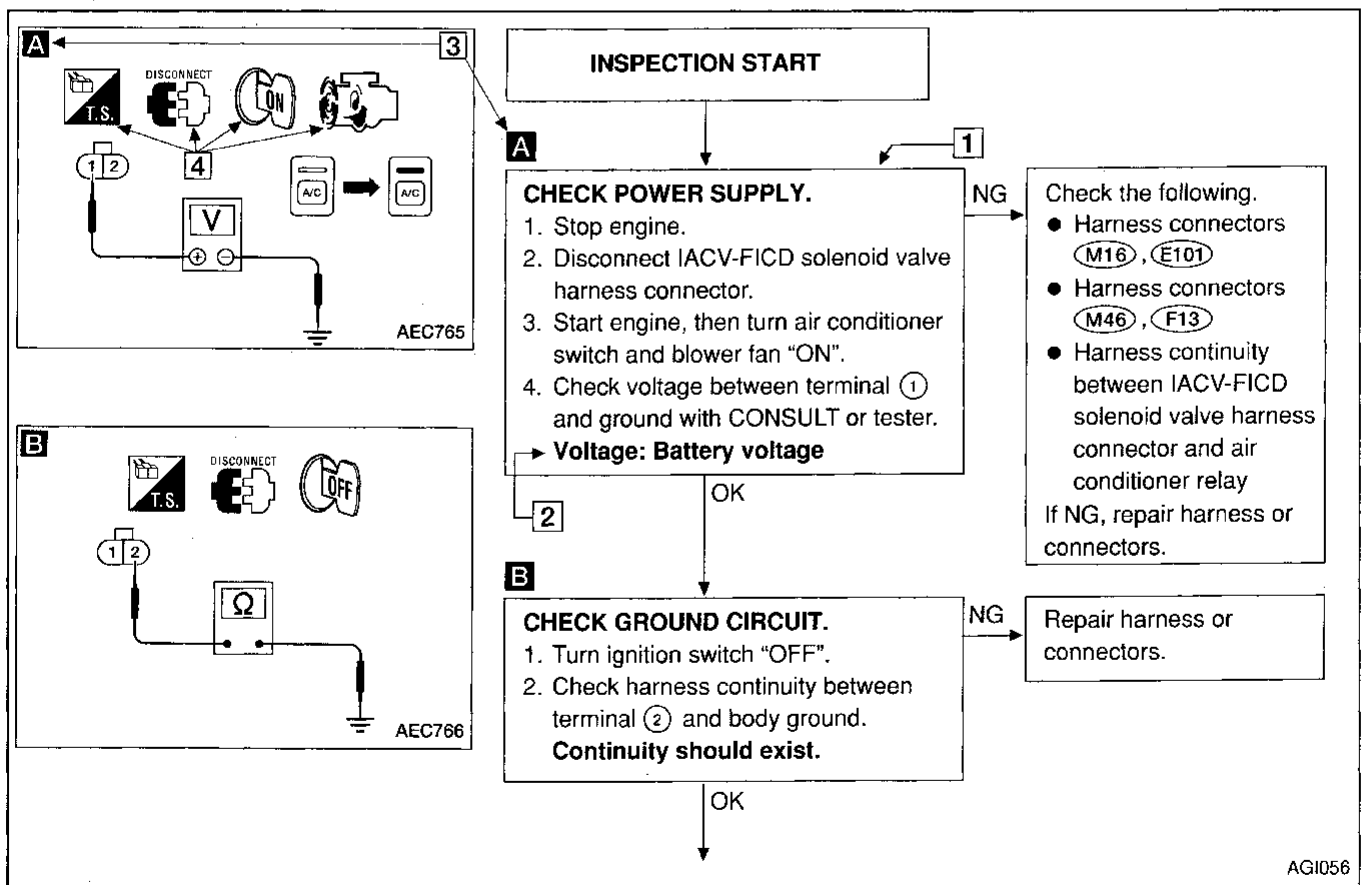 A
3
T.S.
DISCONNECT
ON
4
1 2
A/C
A/C
V
+ −
AEC765
B
T.S.
DISCONNECT
OFF
1 2
Ω
AEC766
INSPECTION START
A
1
CHECK POWER SUPPLY.
1. Stop engine.
2. Disconnect IACV-FICD solenoid valve
harness connector.
3. Start engine, then turn air conditioner
switch and blower fan “ON”.
4. Check voltage between terminal ①
and ground with CONSULT or tester.
Voltage: Battery voltage
2
NG
Check the following.
● Harness connectors
M16 , E101
● Harness connectors
M46 , F13
● Harness continuity
between IACV-FICD
solenoid valve harness
connector and air
conditioner relay
If NG, repair harness or
connectors.
OK
B
CHECK GROUND CIRCUIT.
1. Turn ignition switch “OFF”.
2. Check harness continuity between
terminal ② and body ground.
Continuity should exist.
NG
Repair harness or
connectors.
OK
AGI056